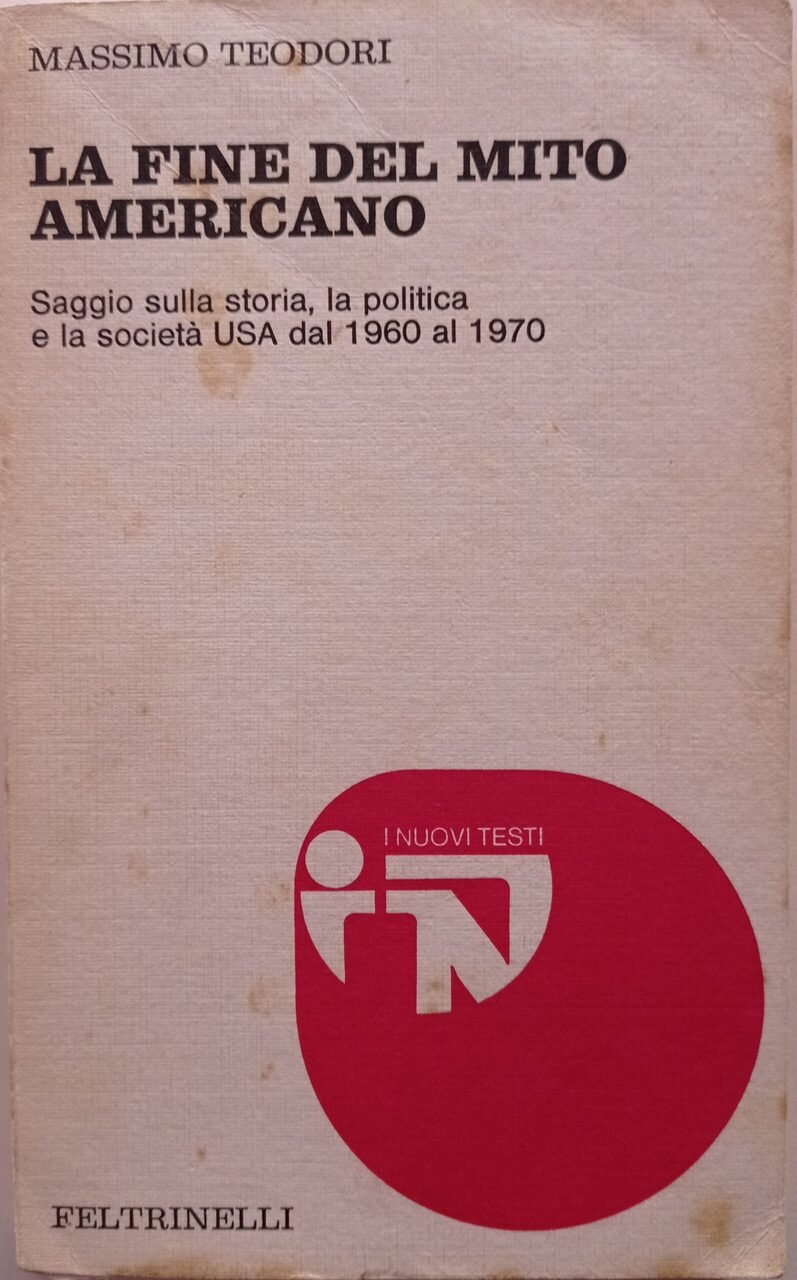 MASSIMO TEODORI
LA FINE DEL MITO
AMERICANO
Saggio sulla storia, la politica
e la società USA dal 1960 al 1970
I NUOVI TESTI
FELTRINELLI